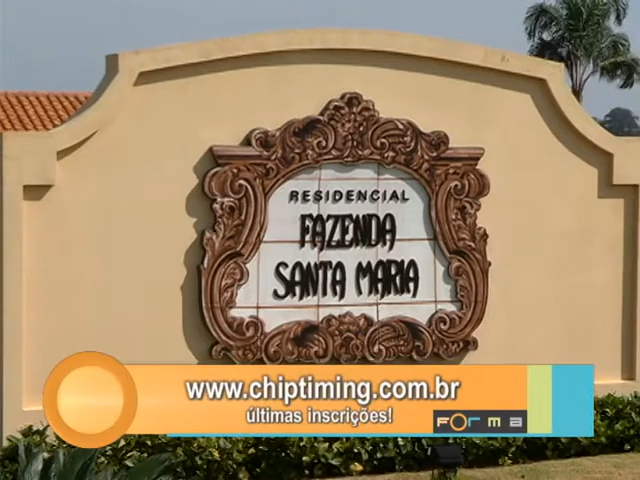 RESIDENCIAL
FAZENDA
SANTA MARIA
www.chiptiming.com.br
últimas inscrições!
FORMA